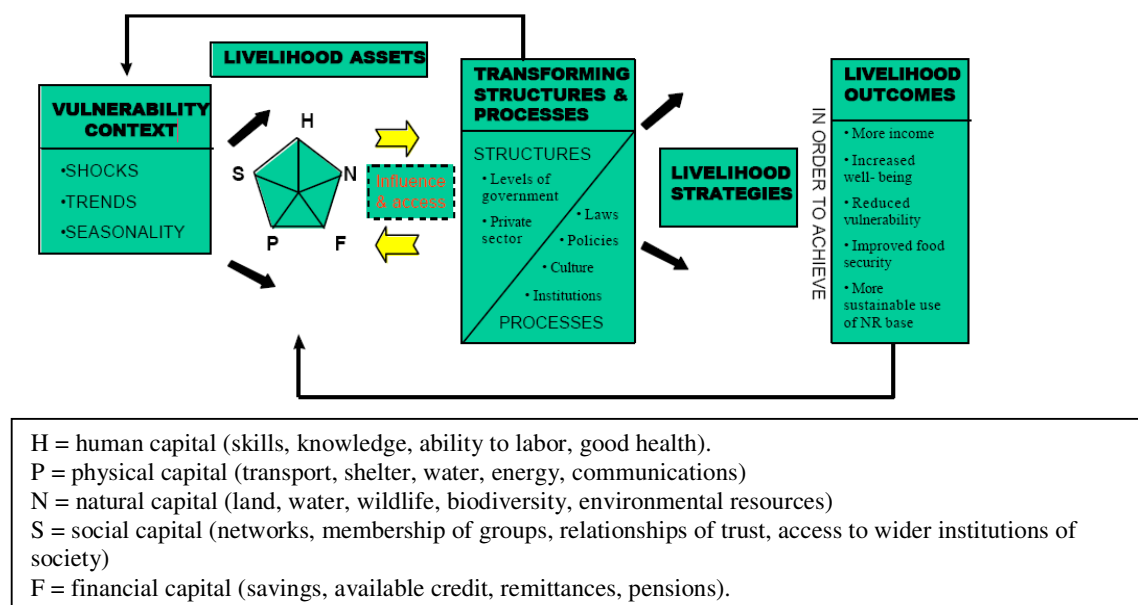 LIVELIHOOD ASSETS
VULNERABILITY
CONTEXT
•SHOCKS
•TRENDS
•SEASONALITY
H
S
N
P
F
Influence
& access
TRANSFORMING
STRUCTURES &
PROCESSES
STRUCTURES
• Levels of
government
• Private
sector
• Laws
• Policies
• Culture
• Institutions
PROCESSES
LIVELIHOOD
STRATEGIES
IN ORDER TO ACHIEVE
LIVELIHOOD
OUTCOMES
• More income
• Increased
well- being
• Reduced
vulnerability
• Improved food
security
• More
sustainable use
of NR base
H = human capital (skills, knowledge, ability to labor, good health).
P = physical capital (transport, shelter, water, energy, communications)
N = natural capital (land, water, wildlife, biodiversity, environmental resources)
S = social capital (networks, membership of groups, relationships of trust, access to wider institutions of
society)
F = financial capital (savings, available credit, remittances, pensions).